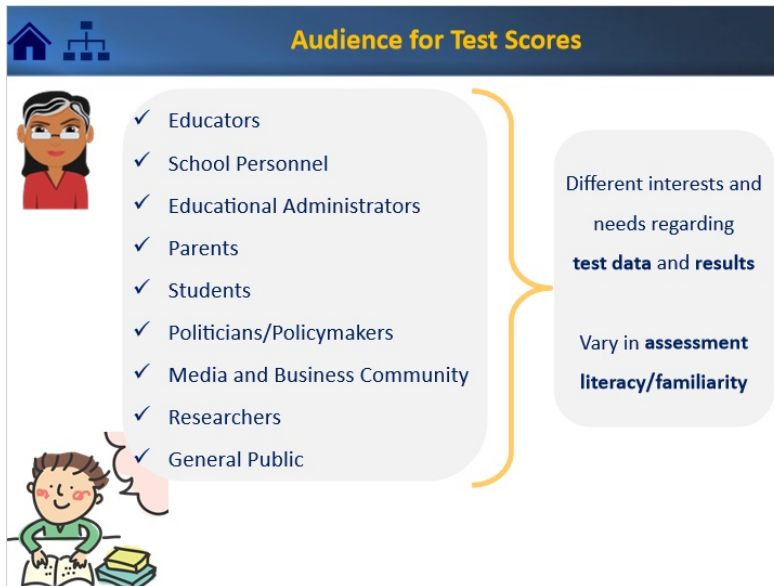 Audience for Test Scores
✓ Educators
✓ School Personnel
✓ Educational Administrators
✓ Parents
✓ Students
✓ Politicians/Policymakers
✓ Media and Business Community
✓ Researchers
✓ General Public
Different interests and
needs regarding
test data and results
Vary in assessment
literacy/familiarity